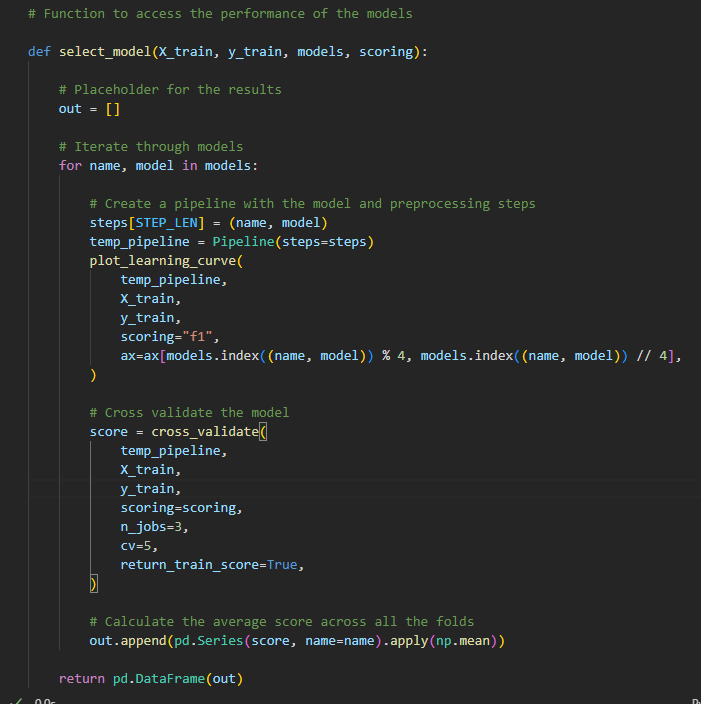 # Function to access the performance of the models
def select_model(X_train, y_train, models, scoring):
# Placeholder for the results
out = []
# Iterate through models
for name, model in models:
# Create a pipeline with the model and preprocessing steps
steps[STEP_LEN] = (name, model)
temp_pipeline = Pipeline(steps=steps)
plot_learning_curve(
temp_pipeline,
X_train,
y_train,
scoring="f1",
ax=ax[models.index((name, model)) % 4, models.index((name, model)) // 4],
)
# Cross validate the model
score = cross_validate(
temp_pipeline,
X_train,
y_train,
scoring=scoring,
n_jobs=3,
cv=5,
return_train_score=True,
)
# Calculate the average score across all the folds
out.append(pd.Series(score, name=name).apply(np.mean))
return pd.DataFrame(out)